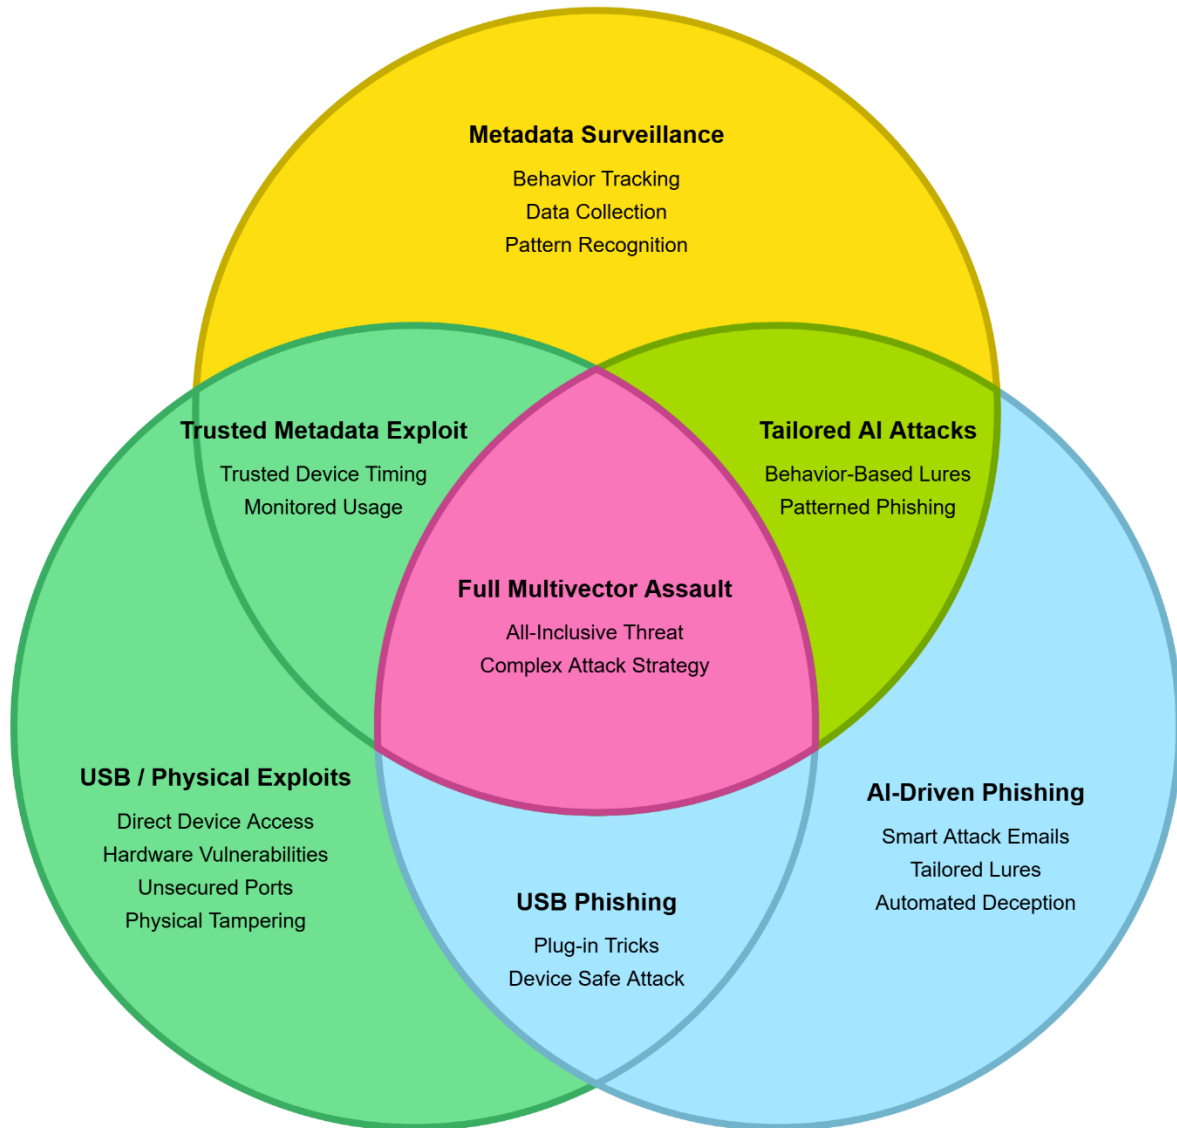 Metadata Surveillance
Behavior Tracking
Data Collection
Pattern Recognition
Trusted Metadata Exploit
Trusted Device Timing
Monitored Usage
Tailored AI Attacks
Behavior-Based Lures
Patterned Phishing
Full Multivector Assault
All-Inclusive Threat
Complex Attack Strategy
USB / Physical Exploits
Direct Device Access
Hardware Vulnerabilities
Unsecured Ports
Physical Tampering
AI-Driven Phishing
Smart Attack Emails
Tailored Lures
Automated Deception
USB Phishing
Plug-in Tricks
Device Safe Attack